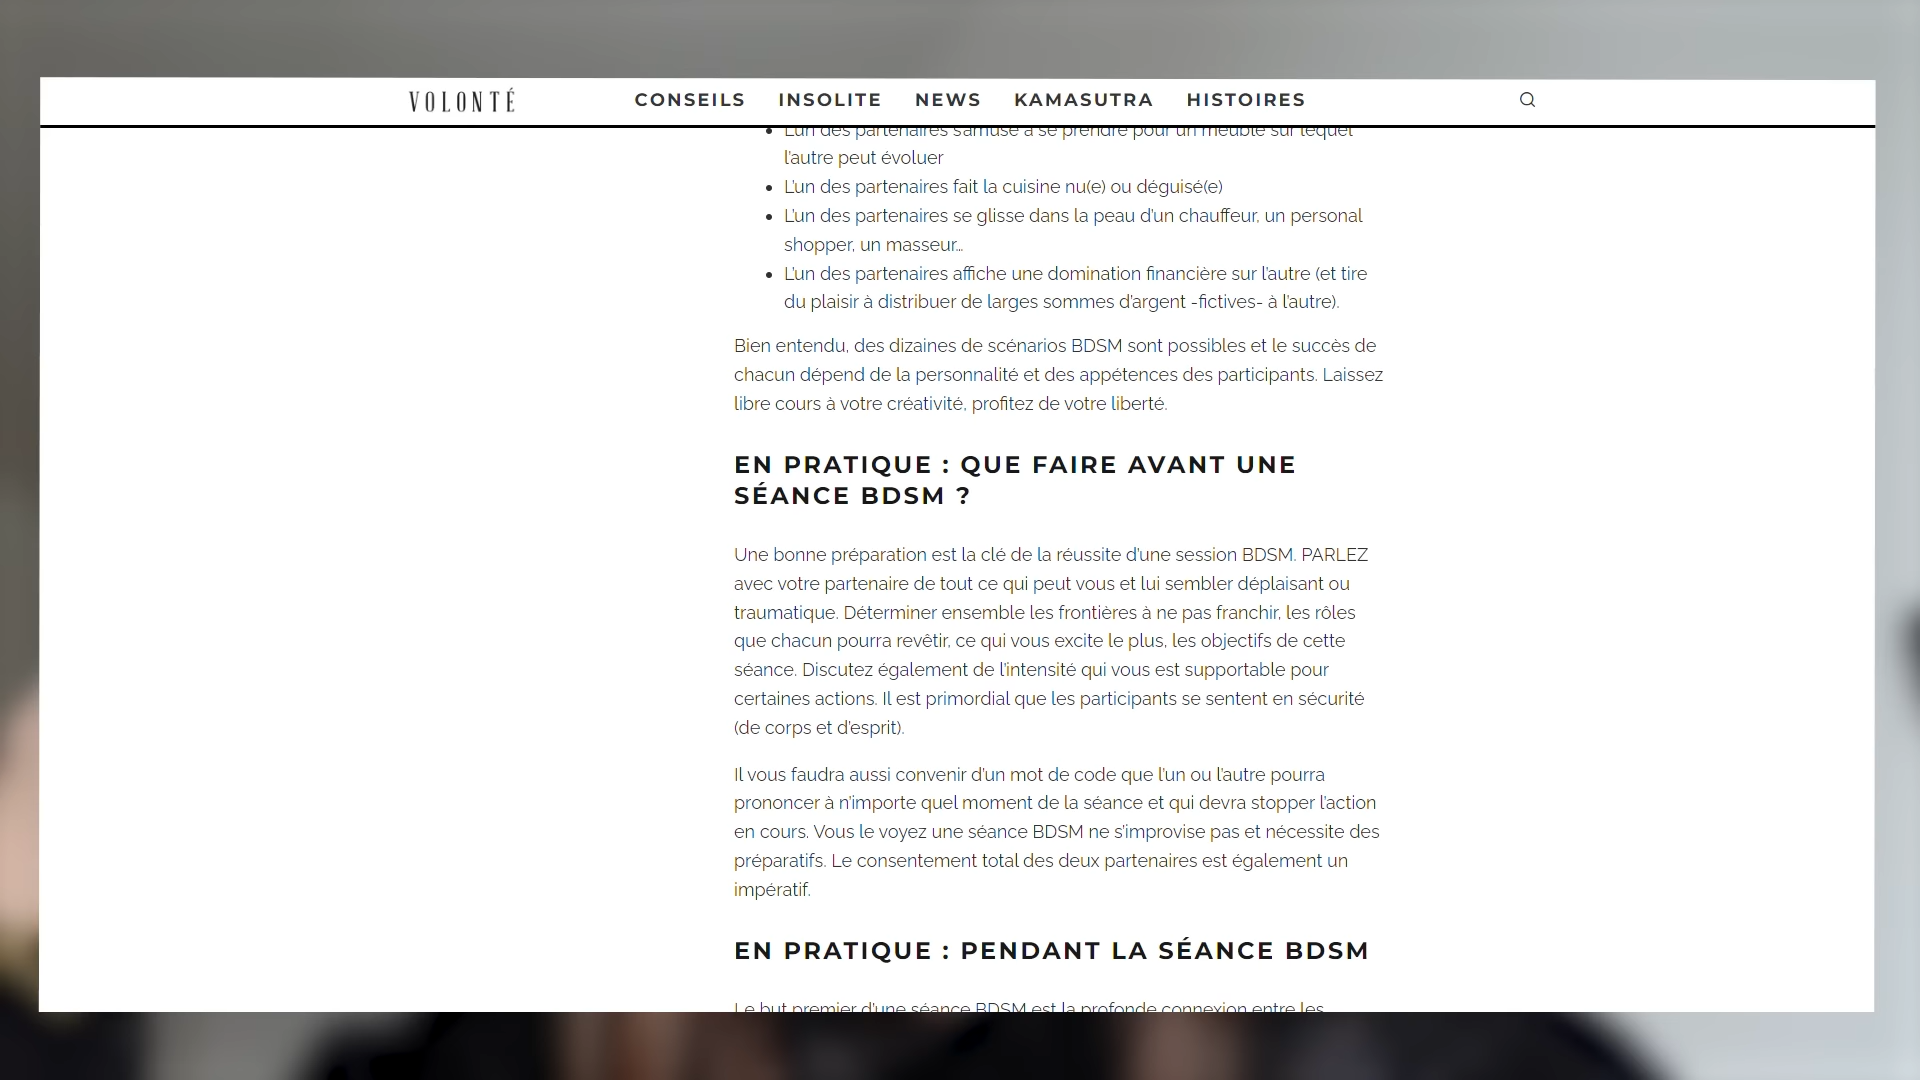 VOLONTÉ
CONSEILS INSOLITE NEWS KAMASUTRA HISTOIRES
L'un des partenaires s'amuse à se prendre pour un meuble sur lequel
l'autre peut évoluer
L'un des partenaires fait la cuisine nu(e) ou déguisé(e)
L'un des partenaires se glisse dans la peau d'un chauffeur, un personal
shopper, un masseur…
L'un des partenaires affiche une domination financière sur l'autre (et tire
du plaisir à distribuer de larges sommes d'argent -fictives- à l'autre).
Bien entendu, des dizaines de scénarios BDSM sont possibles et le succès de
chacun dépend de la personnalité et des appétences des participants. Laissez
libre cours à votre créativité, profitez de votre liberté.
EN PRATIQUE : QUE FAIRE AVANT UNE
SÉANCE BDSM ?
Une bonne préparation est la clé de la réussite d'une session BDSM. PARLEZ
avec votre partenaire de tout ce qui peut vous et lui sembler déplaisant ou
traumatique. Déterminer ensemble les frontières à ne pas franchir, les rôles
que chacun pourra revêtir, ce qui vous excite le plus, les objectifs de cette
séance. Discutez également de l'intensité qui vous est supportable pour
certaines actions. Il est primordial que les participants se sentent en sécurité
(de corps et d'esprit).
Il vous faudra aussi convenir d'un mot de code que l'un ou l'autre pourra
prononcer à n'importe quel moment de la séance et qui devra stopper l'action
en cours. Vous le voyez une séance BDSM ne s'improvise pas et nécessite des
préparatifs. Le consentement total des deux partenaires est également un
impératif.
EN PRATIQUE : PENDANT LA SÉANCE BDSM
Le but premier d'une séance BDSM est la profonde connexion entre les